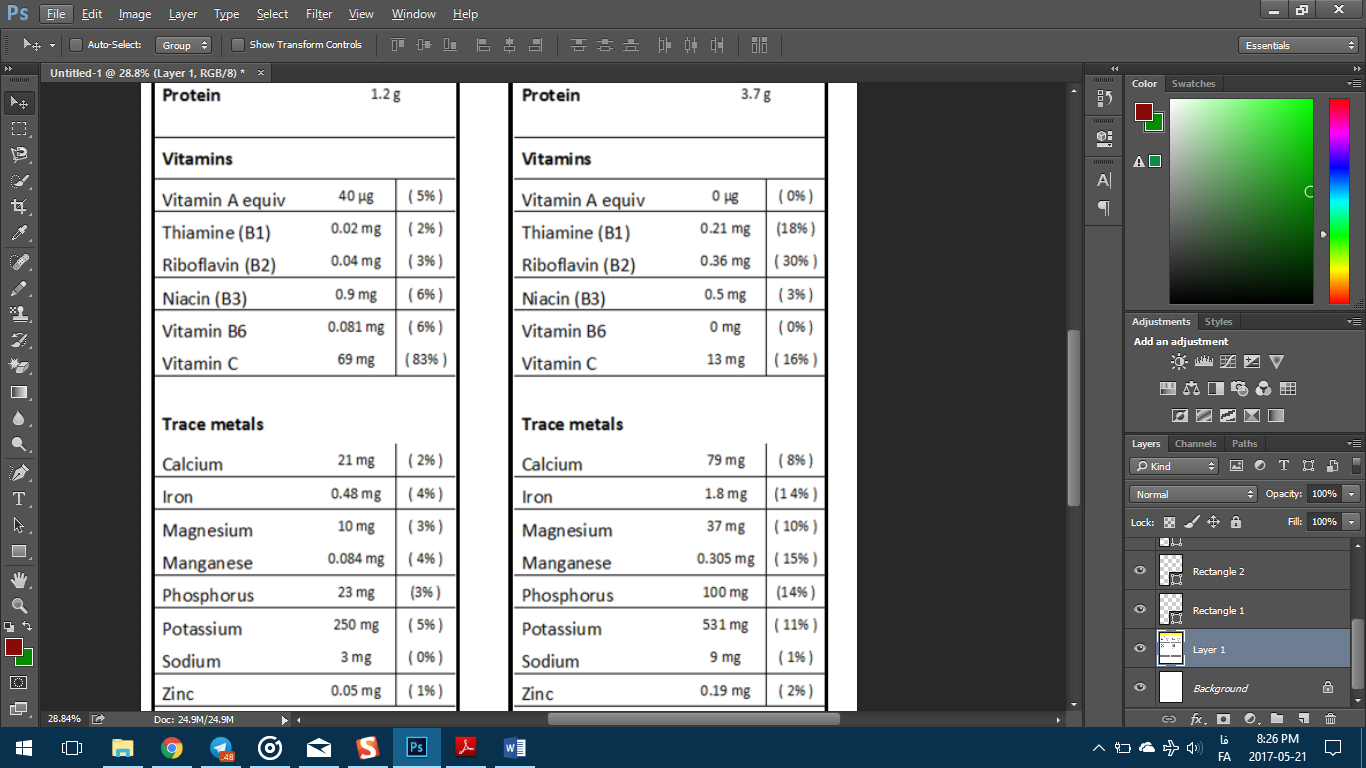 Ps File Edit Image Layer Type Select Filter View Window Help
Auto-Select: Group Show Transform Controls Essentials
Untitled-1 @ 28.8% (Layer 1, RGB/8) * ×
Protein 1.2 g
Vitamins
Vitamin A equiv 40 µg ( 5% )
Thiamine (B1) 0.02 mg ( 2% )
Riboflavin (B2) 0.04 mg ( 3% )
Niacin (B3) 0.9 mg ( 6% )
Vitamin B6 0.081 mg ( 6% )
Vitamin C 69 mg ( 83% )
Trace metals
Calcium 21 mg ( 2% )
Iron 0.48 mg ( 4% )
Magnesium 10 mg ( 3% )
Manganese 0.084 mg ( 4% )
Phosphorus 23 mg (3% )
Potassium 250 mg ( 5% )
Sodium 3 mg ( 0% )
Zinc 0.05 mg ( 1% )
Protein 3.7 g
Vitamins
Vitamin A equiv 0 µg ( 0% )
Thiamine (B1) 0.21 mg (18% )
Riboflavin (B2) 0.36 mg ( 30% )
Niacin (B3) 0.5 mg ( 3% )
Vitamin B6 0 mg ( 0% )
Vitamin C 13 mg ( 16% )
Trace metals
Calcium 79 mg ( 8% )
Iron 1.8 mg (1 4% )
Magnesium 37 mg ( 10% )
Manganese 0.305 mg ( 15% )
Phosphorus 100 mg (14% )
Potassium 531 mg ( 11% )
Sodium 9 mg ( 1% )
Zinc 0.19 mg ( 2% )
Color Swatches
Adjustments Styles
Add an adjustment
Layers Channels Paths
Kind
Normal Opacity: 100%
Lock: Fill: 100%
Rectangle 2
Rectangle 1
Layer 1
Background
28.84% Doc: 24.9M/24.9M
.48 Ps W
فا 8:26 PM
FA 2017-05-21